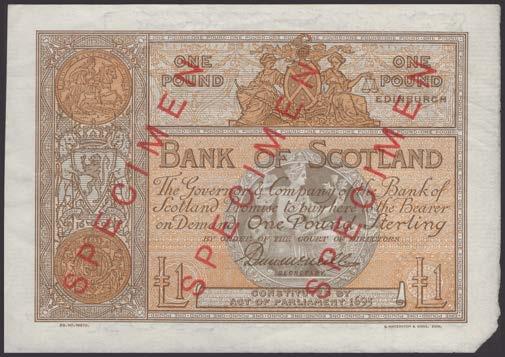 ONE POUND
ONE POUND
EDINBURGH
BANK OF SCOTLAND
The Governor & Company of the Bank of
Scotland Promise to pay here the Bearer
on Demand One Pound Sterling
BY ORDER OF THE COURT OF DIRECTORS
SECRETARY.
£1
£1
CONSTITUTED BY
ACT OF PARLIAMENT 1695
SPECIMEN
SPECIMEN
SPECIMEN